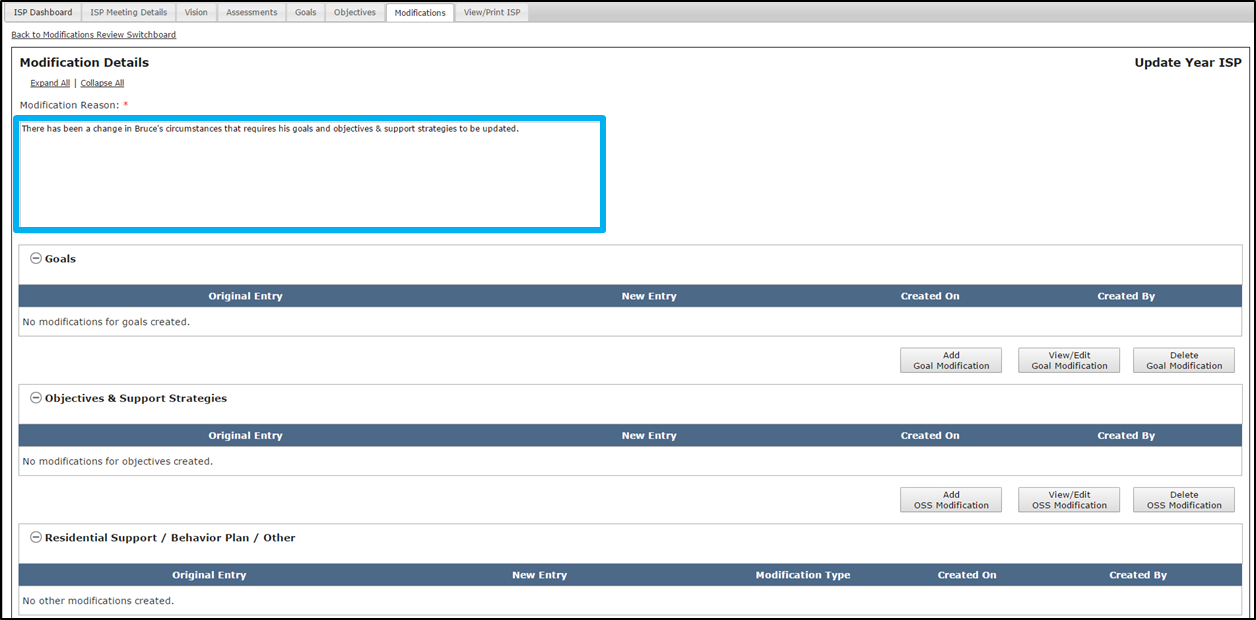 ISP Dashboard ISP Meeting Details Vision Assessments Goals Objectives Modifications View/Print ISP
Back to Modifications Review Switchboard
Modification Details Update Year ISP
Expand All | Collapse All
Modification Reason: *
There has been a change in Bruce's circumstances that requires his goals and objectives & support strategies to be updated.
Goals
Original Entry New Entry Created On Created By
No modifications for goals created.
Add Goal Modification View/Edit Goal Modification Delete Goal Modification
Objectives & Support Strategies
Original Entry New Entry Created On Created By
No modifications for objectives created.
Add OSS Modification View/Edit OSS Modification Delete OSS Modification
Residential Support / Behavior Plan / Other
Original Entry New Entry Modification Type Created On Created By
No other modifications created.